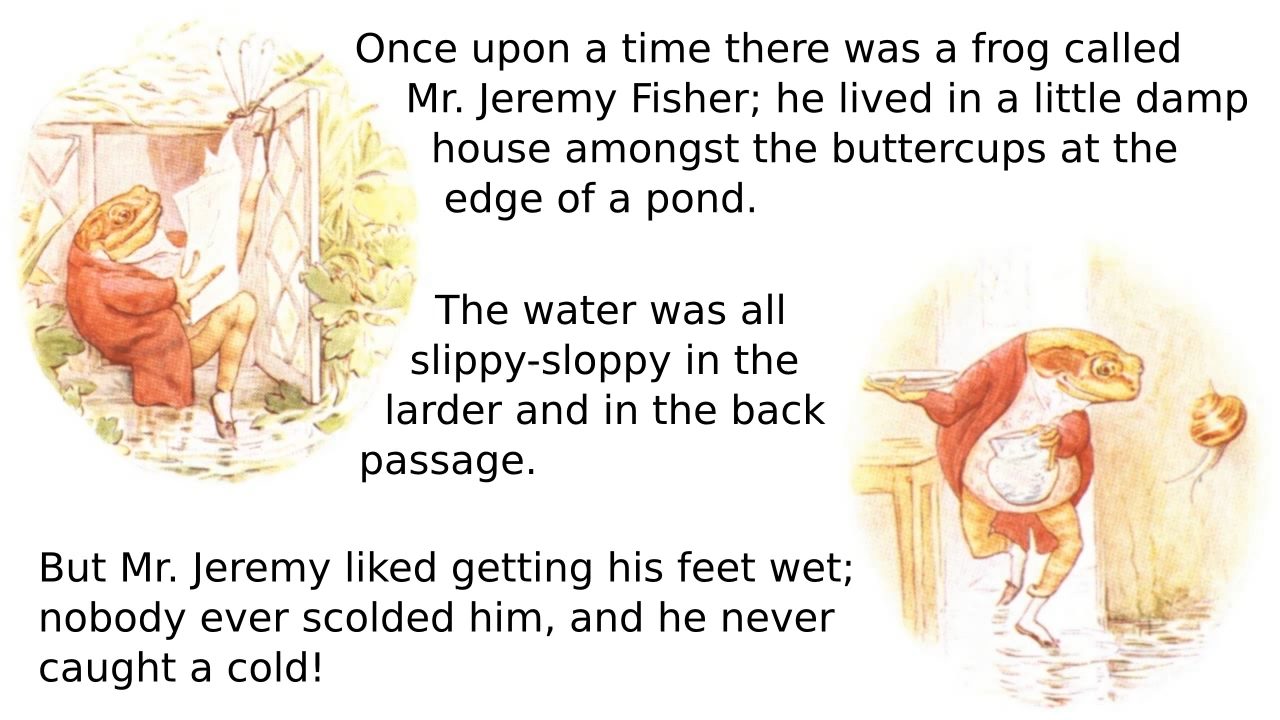 Once upon a time there was a frog called
Mr. Jeremy Fisher; he lived in a little damp
house amongst the buttercups at the
edge of a pond.
The water was all
slippy-sloppy in the
larder and in the back
passage.
But Mr. Jeremy liked getting his feet wet;
nobody ever scolded him, and he never
caught a cold!